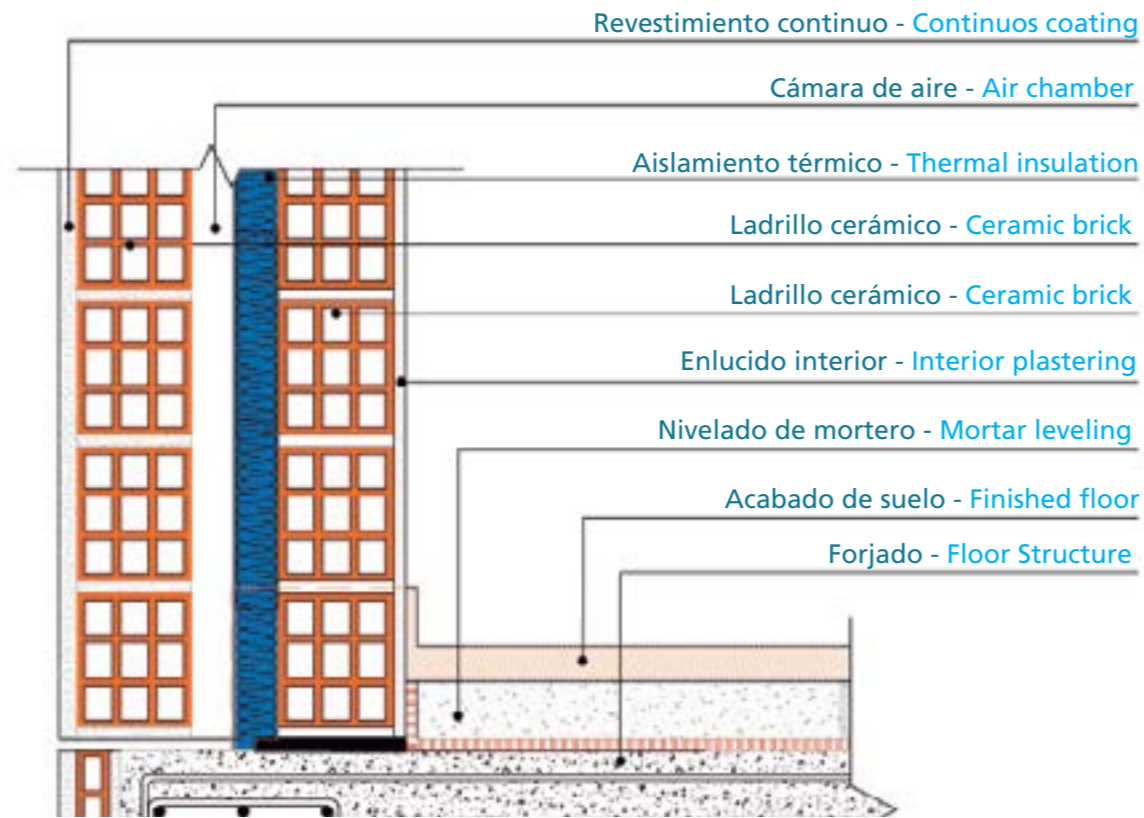 Revestimiento continuo - Continuos coating
Cámara de aire - Air chamber
Aislamiento térmico - Thermal insulation
Ladrillo cerámico - Ceramic brick
Ladrillo cerámico - Ceramic brick
Enlucido interior - Interior plastering
Nivelado de mortero - Mortar leveling
Acabado de suelo - Finished floor
Forjado - Floor Structure